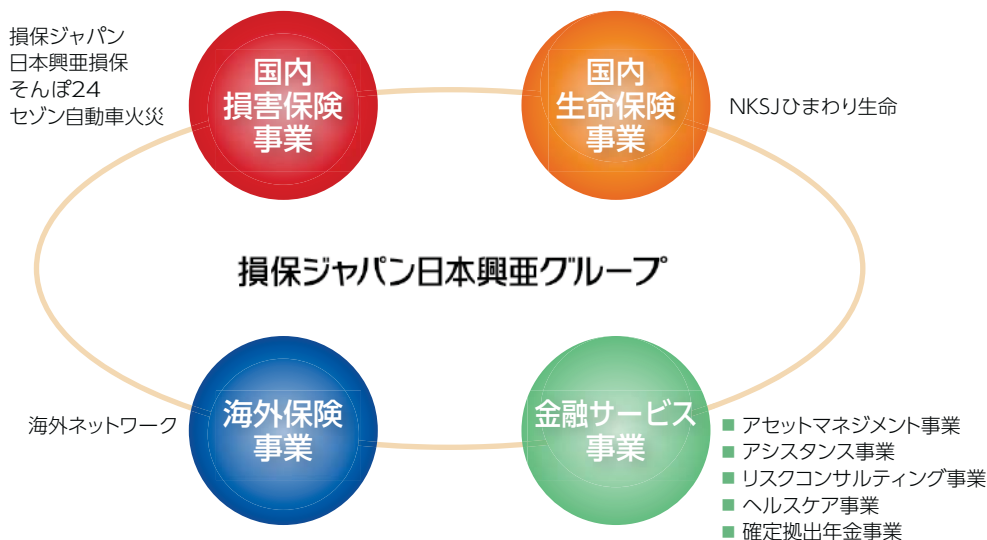 損保ジャパン
日本興亜損保
そんぽ24
セゾン自動車火災
国内
損害保険
事業
国内
生命保険
事業
NKSJひまわり生命
損保ジャパン日本興亜グループ
海外ネットワーク
海外保険
事業
金融サービス
事業
■ アセットマネジメント事業
■ アシスタンス事業
■ リスクコンサルティング事業
■ ヘルスケア事業
■ 確定拠出年金事業